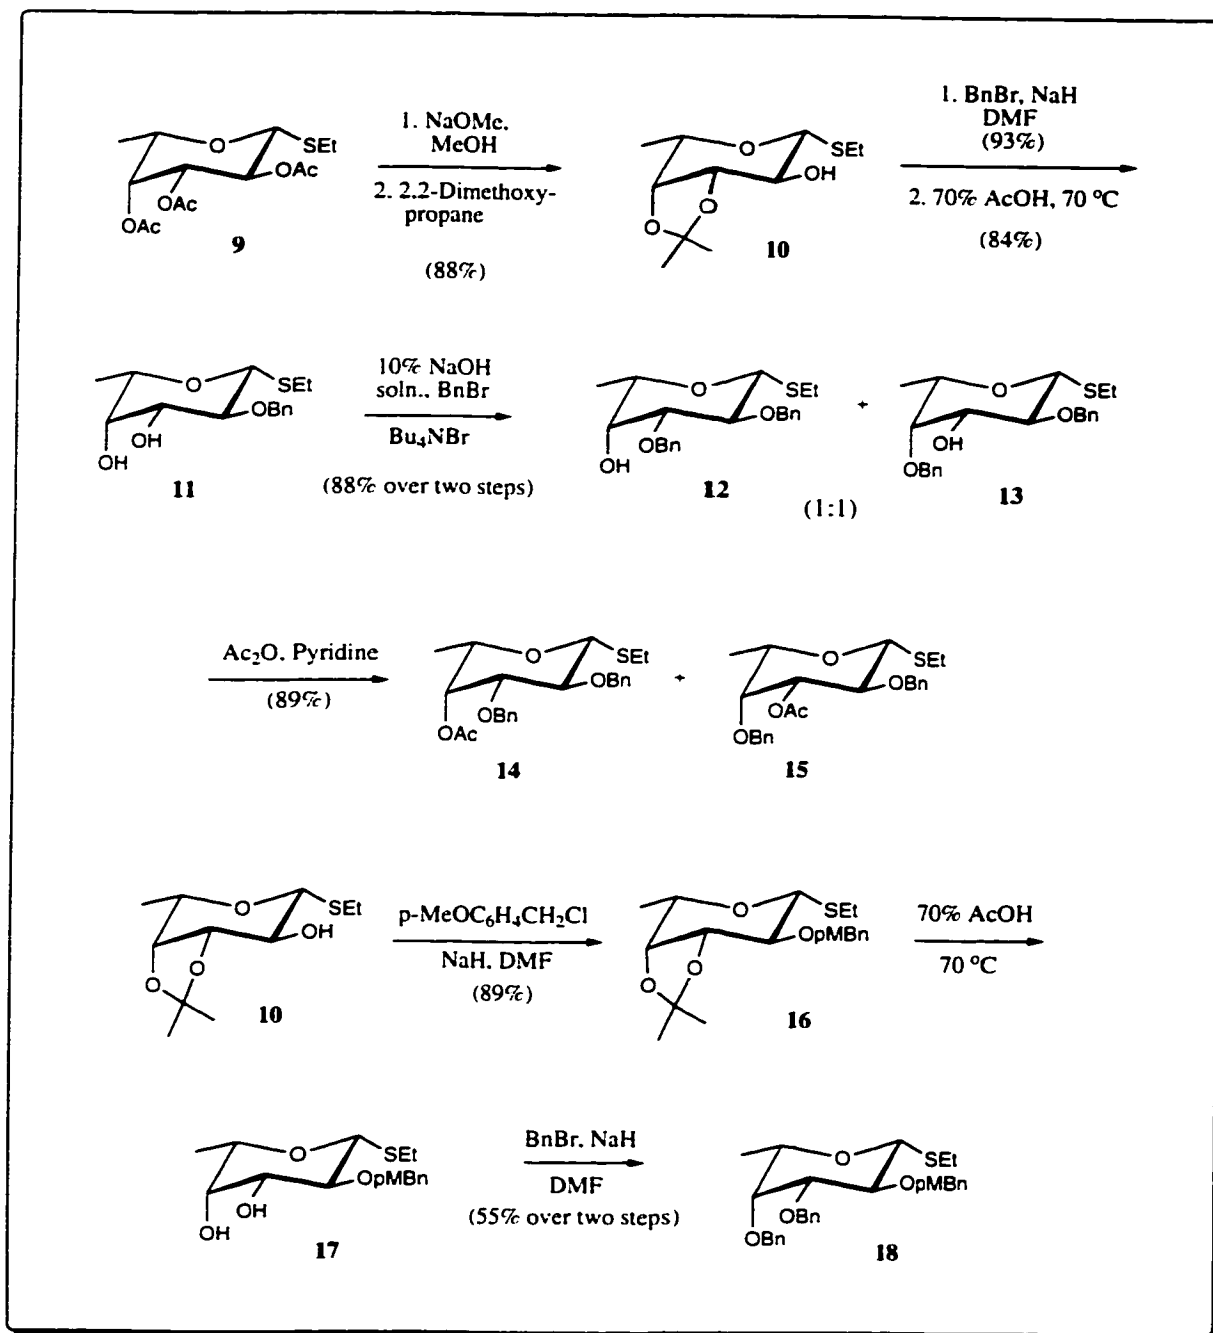 1. NaOMe.
MeOH
2. 2.2-Dimethoxy-
propane
(88%)
O
SEt
OAc
OAc
OAc
9
O
SEt
OH
O
O
10
1. BnBr, NaH
DMF
(93%)
2. 70% AcOH, 70 °C
(84%)
O
SEt
OBn
OH
OH
11
10% NaOH
soln., BnBr
Bu4NBr
(88% over two steps)
O
SEt
OBn
OBn
OH
12
+
(1:1)
O
SEt
OBn
OH
OBn
13
Ac2O. Pyridine
(89%)
O
SEt
OBn
OBn
OAc
14
+
O
SEt
OBn
OAc
OBn
15
O
SEt
OH
O
O
10
p-MeOC6H4CH2Cl
NaH. DMF
(89%)
O
SEt
OpMBn
O
O
16
70% AcOH
70 °C
O
SEt
OpMBn
OH
OH
17
BnBr. NaH
DMF
(55% over two steps)
O
SEt
OpMBn
OBn
OBn
18